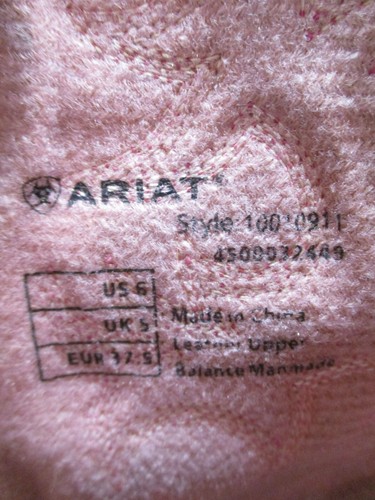 ARIAT®
Style: 10010911
4500032449
US 6
UK 5
EUR 37.5
Made in China
Leather Upper
Balance Manmade